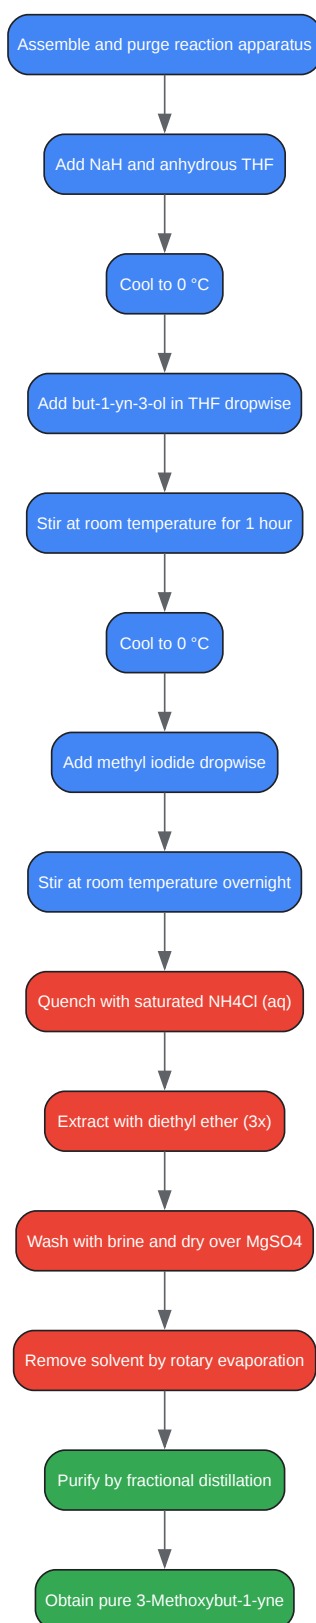 Assemble and purge reaction apparatus
Add NaH and anhydrous THF
Cool to 0 °C
Add but-1-yn-3-ol in THF dropwise
Stir at room temperature for 1 hour
Cool to 0 °C
Add methyl iodide dropwise
Stir at room temperature overnight
Quench with saturated NH4Cl (aq)
Extract with diethyl ether (3x)
Wash with brine and dry over MgSO4
Remove solvent by rotary evaporation
Purify by fractional distillation
Obtain pure 3-Methoxybut-1-yne